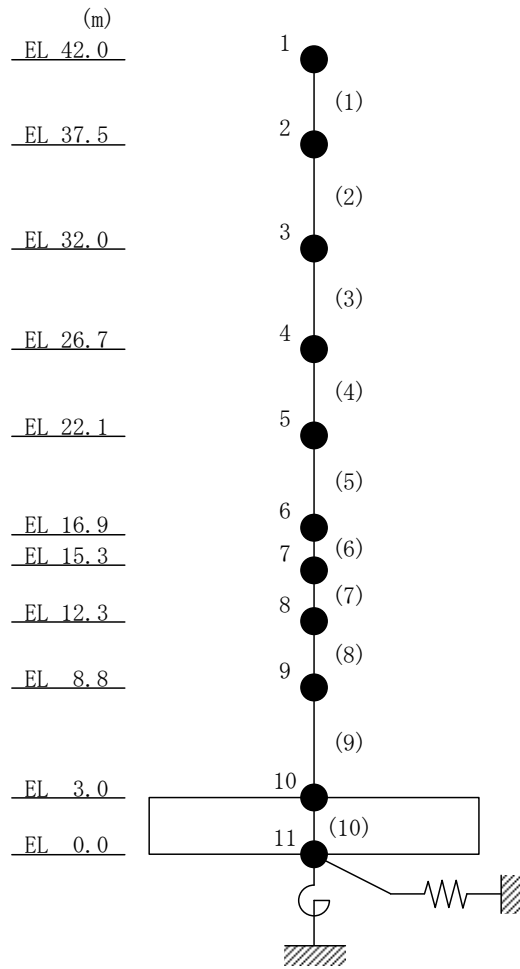 (m)
EL 42.0
1
(1)
EL 37.5
2
(2)
EL 32.0
3
(3)
EL 26.7
4
(4)
EL 22.1
5
(5)
EL 16.9
6
(6)
EL 15.3
7
(7)
EL 12.3
8
(8)
EL 8.8
9
(9)
EL 3.0
10
(10)
EL 0.0
11